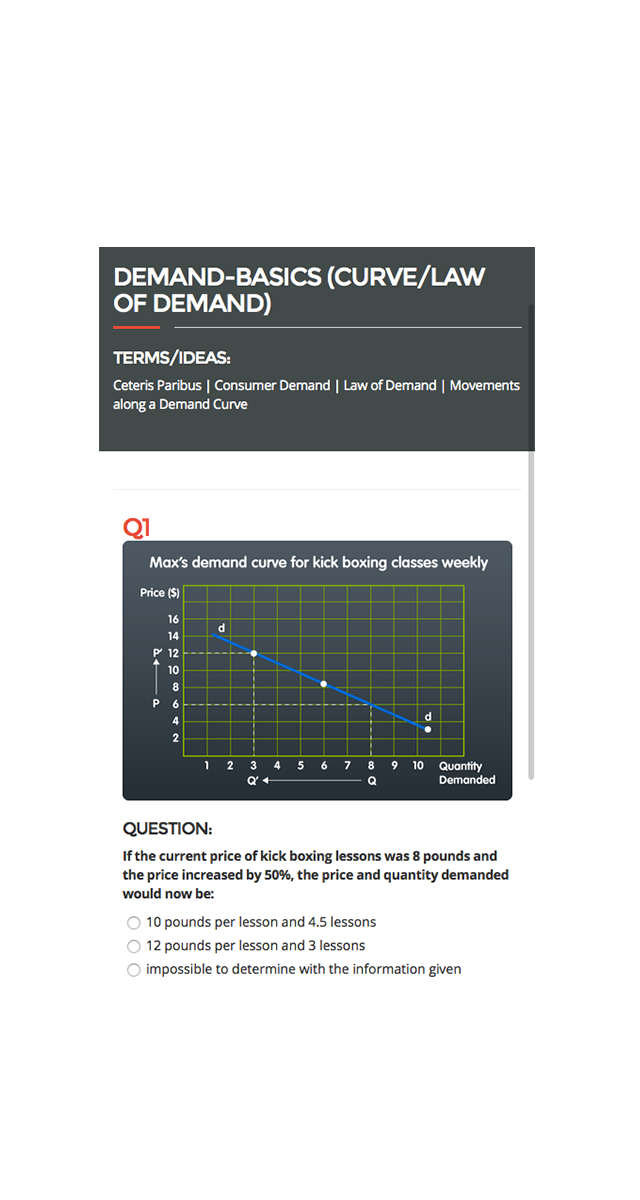 DEMAND-BASICS (CURVE/LAW
OF DEMAND)
TERMS/IDEAS:
Ceteris Paribus | Consumer Demand | Law of Demand | Movements
along a Demand Curve
Q1
Max's demand curve for kick boxing classes weekly
Price ($)
16
d
14
P' 12
10
8
P 6
d
4
2
1 2 3 4 5 6 7 8 9 10 Quantity
Q' Q Demanded
QUESTION:
If the current price of kick boxing lessons was 8 pounds and
the price increased by 50%, the price and quantity demanded
would now be:
10 pounds per lesson and 4.5 lessons
12 pounds per lesson and 3 lessons
impossible to determine with the information given